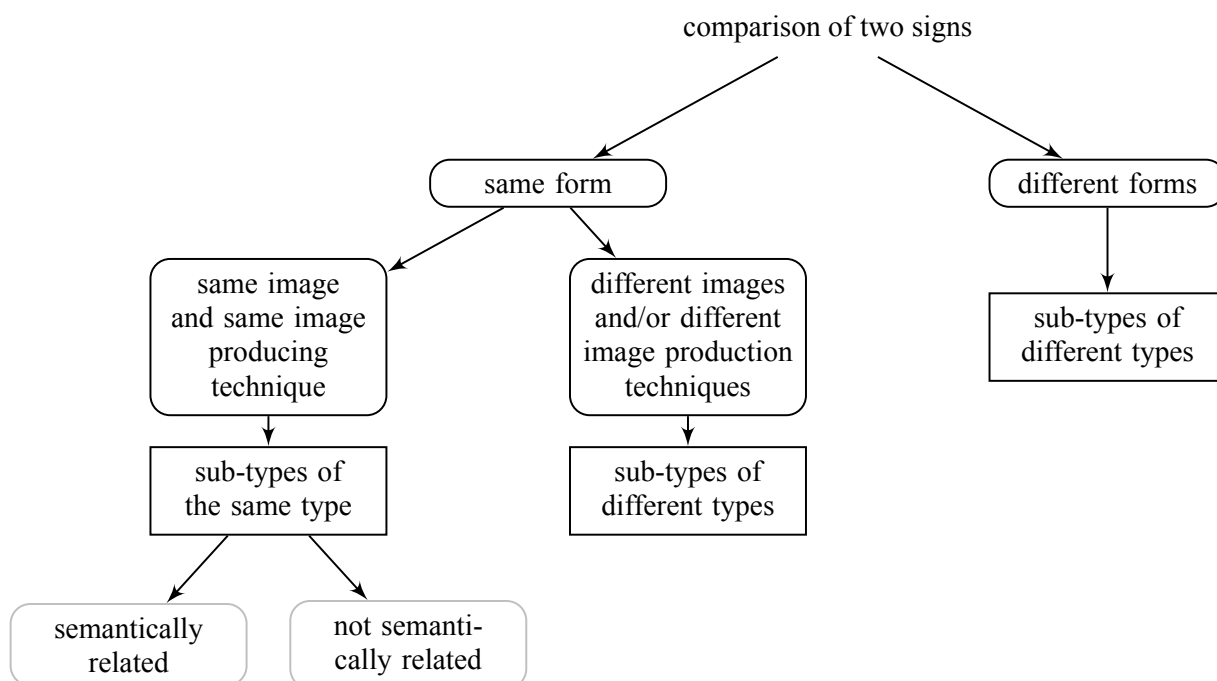 comparison of two signs
same form
different forms
same image
and same image
producing
technique
different images
and/or different
image production
techniques
sub-types of
different types
sub-types of
the same type
sub-types of
different types
semantically
related
not semanti-
cally related